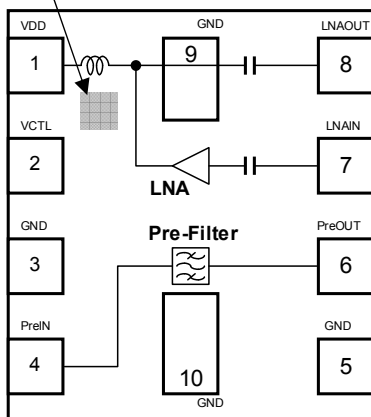 VDD
GND
LNAOUT
1
9
8
VCTL
LNAIN
2
7
LNA
GND
Pre-Filter
PreOUT
3
6
PreIN
GND
4
10
5
GND